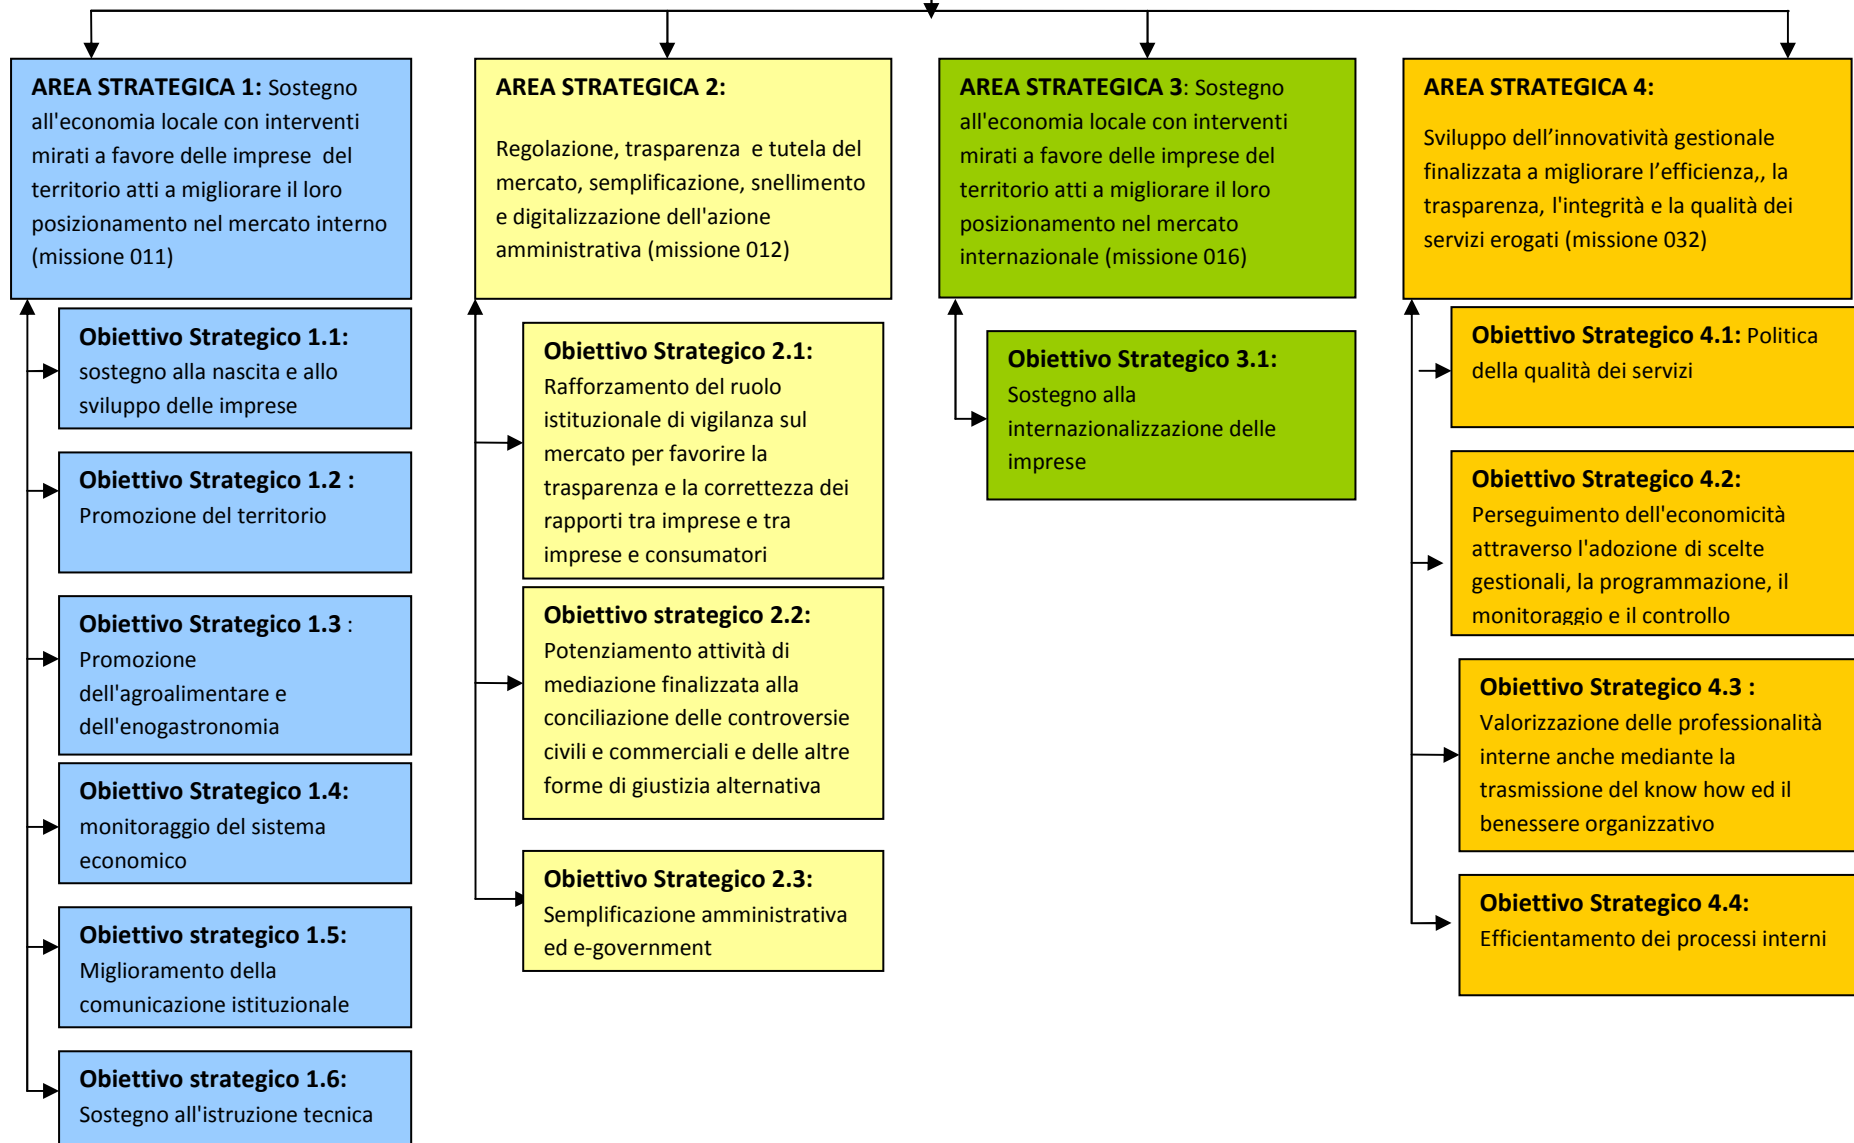 AREA STRATEGICA 1: Sostegno
all'economia locale con interventi
mirati a favore delle imprese del
territorio atti a migliorare il loro
posizionamento nel mercato interno
(missione 011)
Obiettivo Strategico 1.1:
sostegno alla nascita e allo
sviluppo delle imprese
Obiettivo Strategico 1.2 :
Promozione del territorio
Obiettivo Strategico 1.3 :
Promozione
dell'agroalimentare e
dell'enogastronomia
Obiettivo Strategico 1.4:
monitoraggio del sistema
economico
Obiettivo strategico 1.5:
Miglioramento della
comunicazione istituzionale
Obiettivo strategico 1.6:
Sostegno all'istruzione tecnica
AREA STRATEGICA 2:
Regolazione, trasparenza e tutela del
mercato, semplificazione, snellimento
e digitalizzazione dell'azione
amministrativa (missione 012)
Obiettivo Strategico 2.1:
Rafforzamento del ruolo
istituzionale di vigilanza sul
mercato per favorire la
trasparenza e la correttezza dei
rapporti tra imprese e tra
imprese e consumatori
Obiettivo strategico 2.2:
Potenziamento attività di
mediazione finalizzata alla
conciliazione delle controversie
civili e commerciali e delle altre
forme di giustizia alternativa
Obiettivo Strategico 2.3:
Semplificazione amministrativa
ed e-government
AREA STRATEGICA 3: Sostegno
all'economia locale con interventi
mirati a favore delle imprese del
territorio atti a migliorare il loro
posizionamento nel mercato
internazionale (missione 016)
Obiettivo Strategico 3.1:
Sostegno alla
internazionalizzazione delle
imprese
AREA STRATEGICA 4:
Sviluppo dell’innovatività gestionale
finalizzata a migliorare l’efficienza,, la
trasparenza, l'integrità e la qualità dei
servizi erogati (missione 032)
Obiettivo Strategico 4.1: Politica
della qualità dei servizi
Obiettivo Strategico 4.2:
Perseguimento dell'economicità
attraverso l'adozione di scelte
gestionali, la programmazione, il
monitoraggio e il controllo
Obiettivo Strategico 4.3 :
Valorizzazione delle professionalità
interne anche mediante la
trasmissione del know how ed il
benessere organizzativo
Obiettivo Strategico 4.4:
Efficientamento dei processi interni